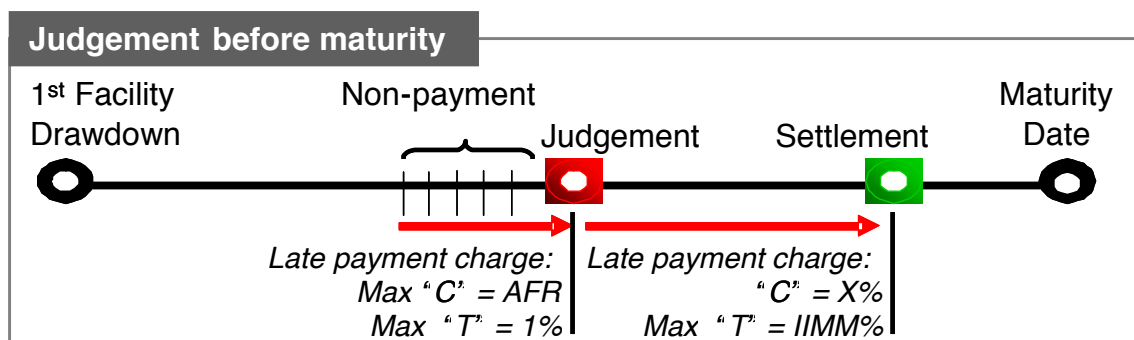 Judgement before maturity
1st Facility
Drawdown
Non-payment
Judgement
Settlement
Maturity
Date
Late payment charge:
Max “C” = AFR
Max “T” = 1%
Late payment charge:
“C” = X%
Max “T” = IIMM%